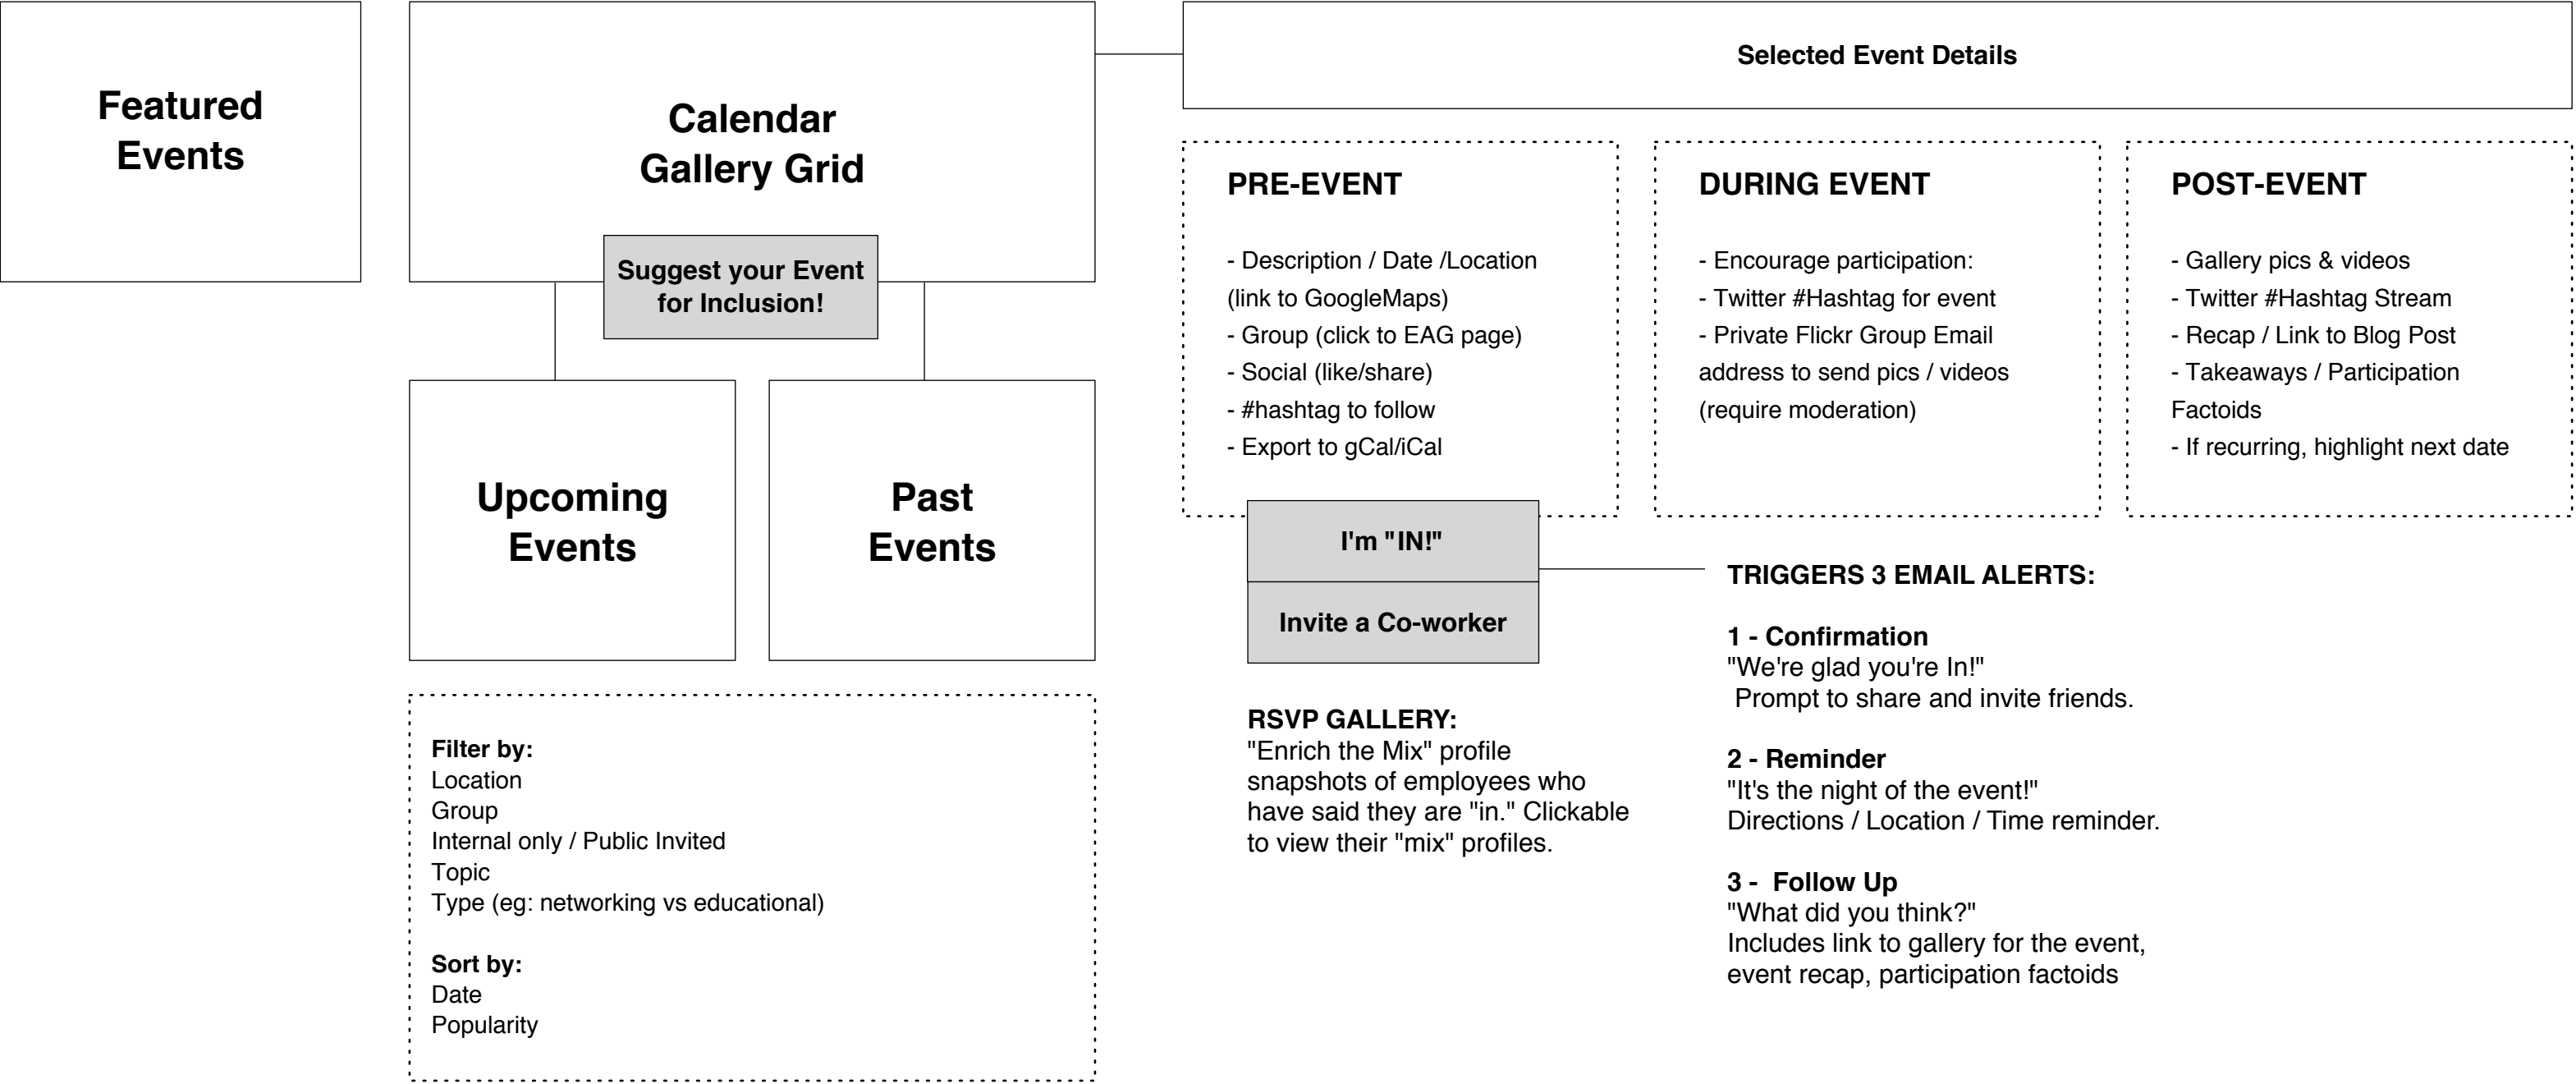 Featured
Events
Calendar
Gallery Grid
Suggest your Event
for Inclusion!
Upcoming
Events
Past
Events
Filter by:
Location
Group
Internal only / Public Invited
Topic
Type (eg: networking vs educational)
Sort by:
Date
Popularity
Selected Event Details
PRE-EVENT
- Description / Date /Location
(link to GoogleMaps)
- Group (click to EAG page)
- Social (like/share)
- #hashtag to follow
- Export to gCal/iCal
I'm "IN!"
Invite a Co-worker
RSVP GALLERY:
"Enrich the Mix" profile
snapshots of employees who
have said they are "in." Clickable
to view their "mix" profiles.
DURING EVENT
- Encourage participation:
- Twitter #Hashtag for event
- Private Flickr Group Email
address to send pics / videos
(require moderation)
POST-EVENT
- Gallery pics & videos
- Twitter #Hashtag Stream
- Recap / Link to Blog Post
- Takeaways / Participation
Factoids
- If recurring, highlight next date
TRIGGERS 3 EMAIL ALERTS:
1 - Confirmation
"We're glad you're In!"
Prompt to share and invite friends.
2 - Reminder
"It's the night of the event!"
Directions / Location / Time reminder.
3 -  Follow Up
"What did you think?"
Includes link to gallery for the event,
event recap, participation factoids